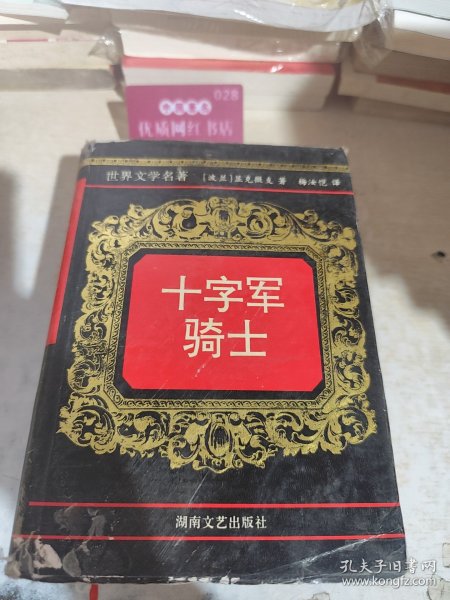 028
优质网红书店
世界文学名著 [波兰]显克微支 著 梅汝恺 译
十字军
骑士
湖南文艺出版社
孔夫子旧书网
www.kongfz.com